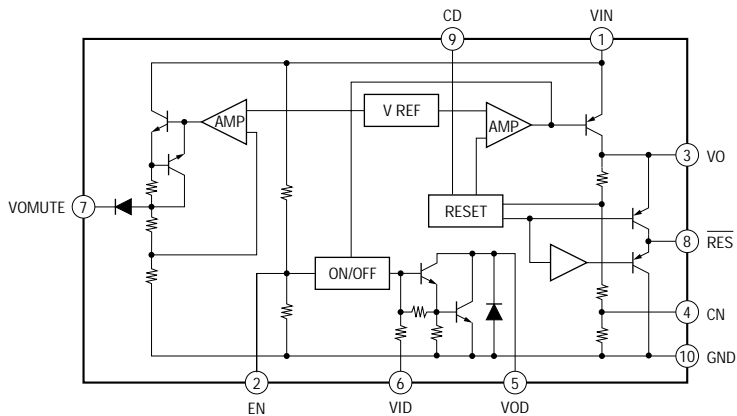 CD
VIN
9
1
AMP
V REF
AMP
3 VO
VOMUTE 7
RESET
8 RES
ON/OFF
4 CN
10 GND
2
6
5
EN
VID
VOD